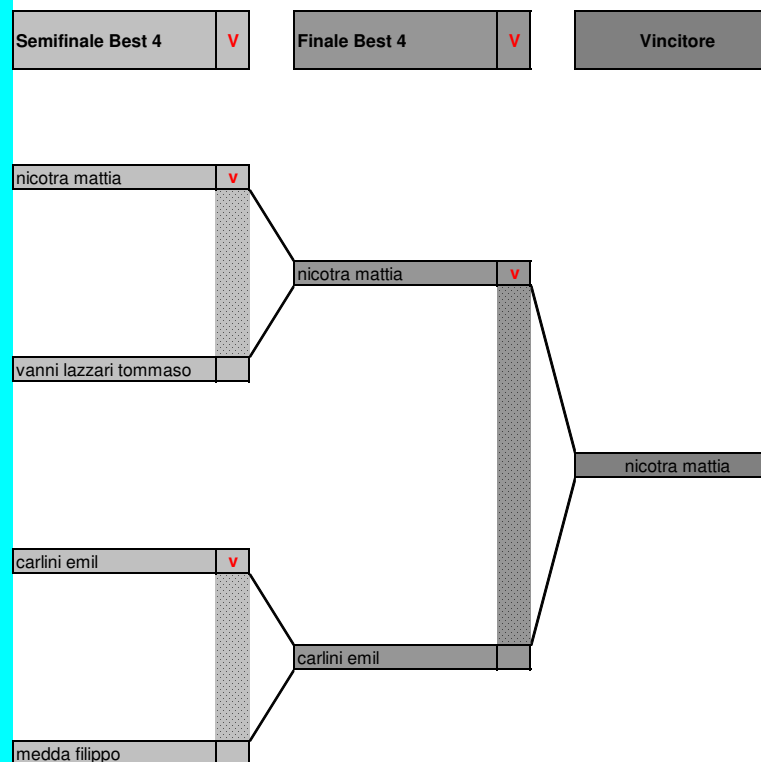 Semifinale Best 4 V Finale Best 4 V Vincitore
nicotra mattia v
nicotra mattia v
vanni lazzari tommaso
nicotra mattia
carlini emil v
carlini emil
medda filippo